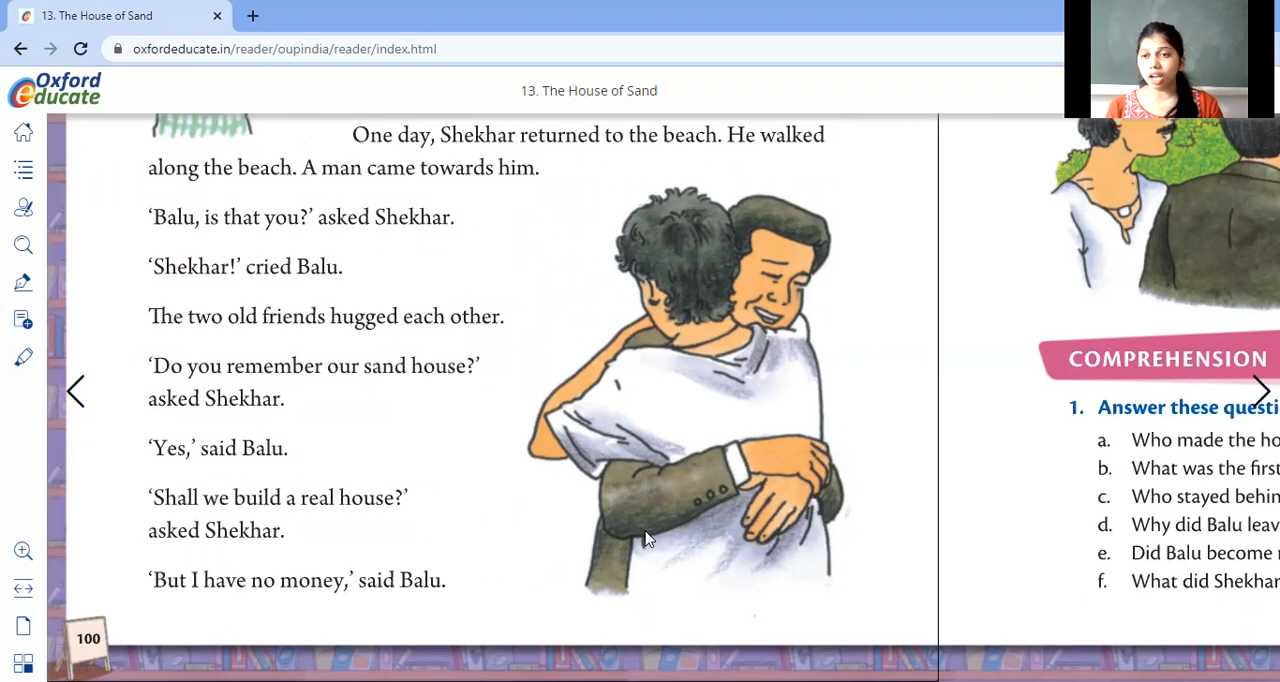 13. The House of Sand
oxfordeducate.in/reader/oupindia/reader/index.html
Oxford
educate
13. The House of Sand
One day, Shekhar returned to the beach. He walked
along the beach. A man came towards him.
‘Balu, is that you?’ asked Shekhar.
‘Shekhar!’ cried Balu.
The two old friends hugged each other.
‘Do you remember our sand house?’
asked Shekhar.
‘Yes,’ said Balu.
‘Shall we build a real house?’
asked Shekhar.
‘But I have no money,’ said Balu.
100
COMPREHENSION
1. Answer these questi
a. Who made the ho
b. What was the first
c. Who stayed behin
d. Why did Balu leav
e. Did Balu become
f. What did Shekhar